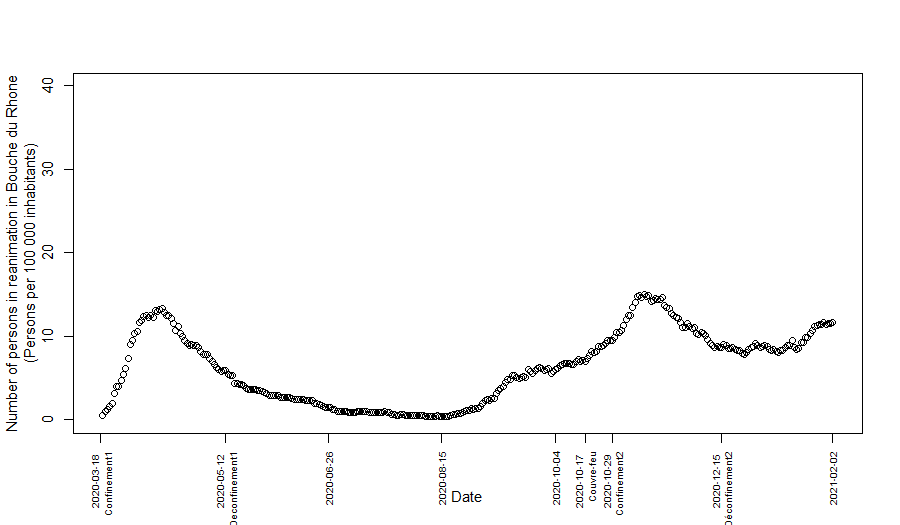 Number of persons in reanimation in Bouche du Rhone
(Persons per 100 000 inhabitants)
40
30
20
10
0
2020-03-18
Confinement1
2020-05-12
Deconfinement1
2020-06-26
2020-08-15
2020-10-04
2020-10-17
Couvre-feu
2020-10-29
Confinement2
2020-12-15
Déconfinement2
2021-02-02
Date